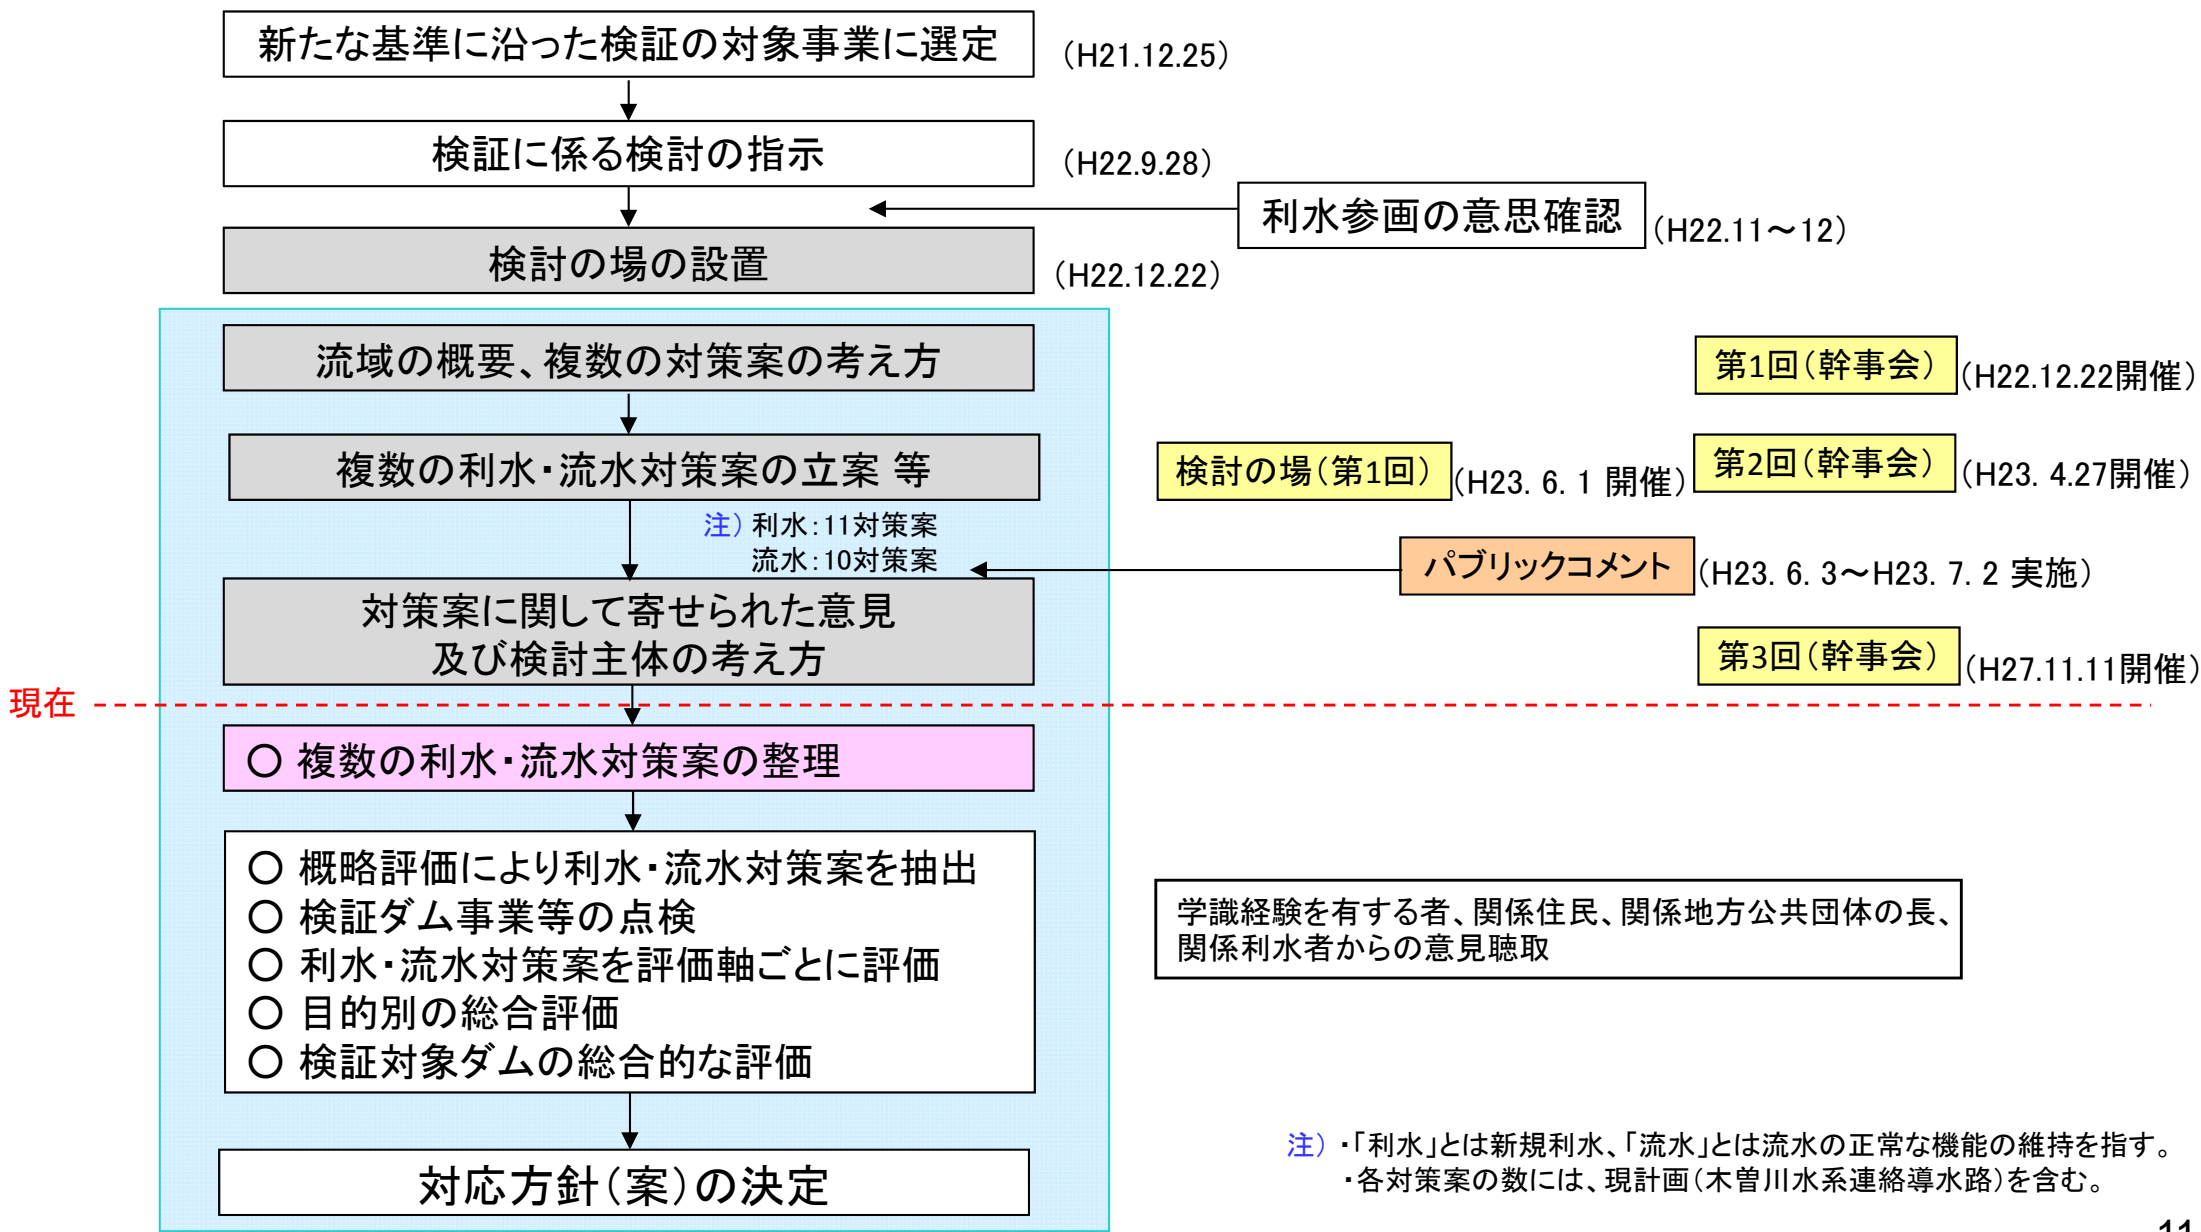 新たな基準に沿った検証の対象事業に選定 (H21.12.25)
検証に係る検討の指示 (H22.9.28)
利水参画の意思確認 (H22.11～12)
検討の場の設置 (H22.12.22)
流域の概要、複数の対策案の考え方
第1回(幹事会) (H22.12.22開催)
複数の利水・流水対策案の立案 等
検討の場(第1回) (H23. 6. 1 開催)
第2回(幹事会) (H23. 4.27開催)
注) 利水:11対策案
流水:10対策案
パブリックコメント (H23. 6. 3～H23. 7. 2 実施)
対策案に関して寄せられた意見
及び検討主体の考え方
第3回(幹事会) (H27.11.11開催)
現在
○ 複数の利水・流水対策案の整理
○ 概略評価により利水・流水対策案を抽出
○ 検証ダム事業等の点検
○ 利水・流水対策案を評価軸ごとに評価
○ 目的別の総合評価
○ 検証対象ダムの総合的な評価
学識経験を有する者、関係住民、関係地方公共団体の長、
関係利水者からの意見聴取
対応方針(案)の決定
注) ・「利水」とは新規利水、「流水」とは流水の正常な機能の維持を指す。
・各対策案の数には、現計画(木曽川水系連絡導水路)を含む。
11